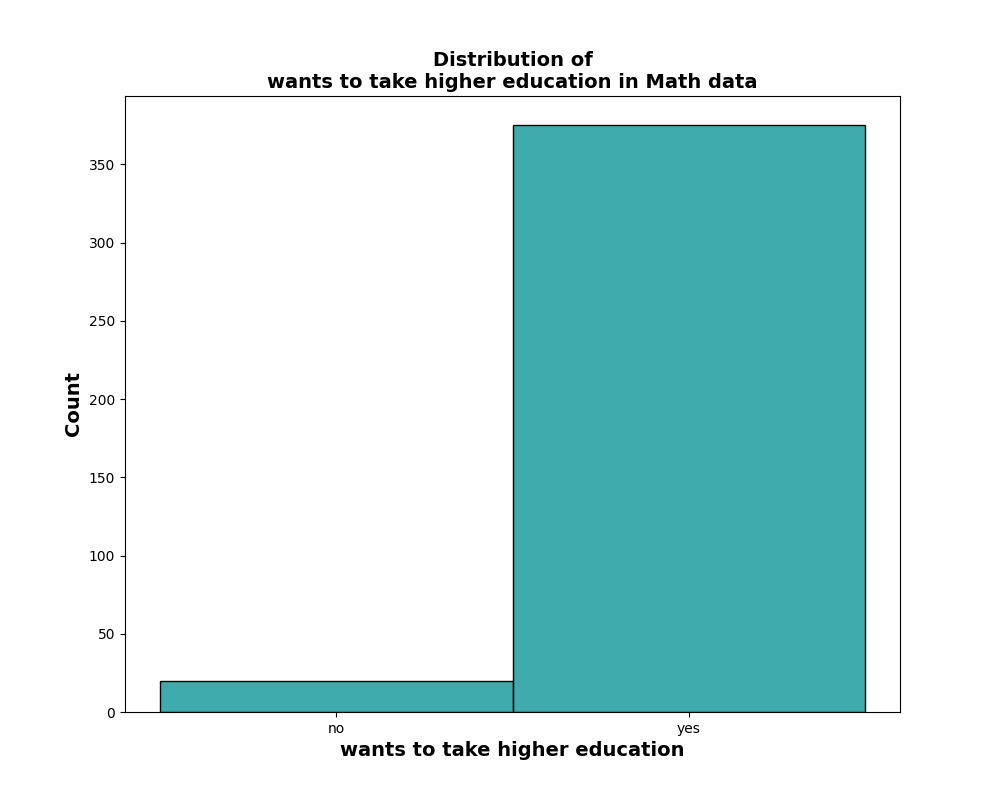 Distribution of
wants to take higher education in Math data
Count
350
300
250
200
150
100
50
0
no yes
wants to take higher education